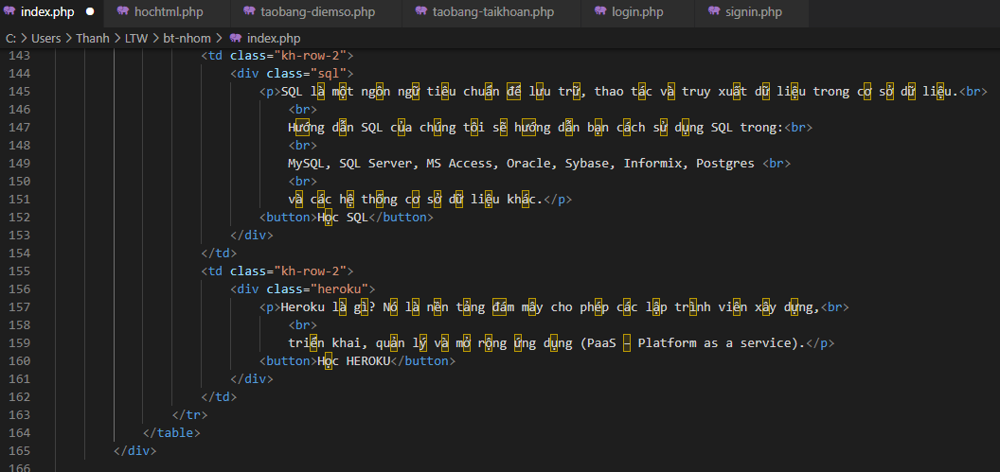 index.php hochtml.php taobang-diemso.php taobang-taikhoan.php login.php signin.php
C: > Users > Thanh > LTW > bt-nhom > index.php
143 <td class="kh-row-2">
144 <div class="sql">
145 <p>SQL là một ngôn ngữ tiêu chuẩn để lưu trữ, thao tác và truy xuất dữ liệu trong cơ sở dữ liệu.<br>
146 <br>
147 Hướng dẫn SQL của chúng tôi sẽ hướng dẫn bạn cách sử dụng SQL trong:<br>
148 <br>
149 MySQL, SQL Server, MS Access, Oracle, Sybase, Informix, Postgres <br>
150 <br>
151 và các hệ thống cơ sở dữ liệu khác.</p>
152 <button>Học SQL</button>
153 </div>
154 </td>
155 <td class="kh-row-2">
156 <div class="heroku">
157 <p>Heroku là gì? Nó là nền tảng đám mây cho phép các lập trình viên xây dựng,<br>
158 <br>
159 triển khai, quản lý và mở rộng ứng dụng (PaaS – Platform as a service).</p>
160 <button>Học HEROKU</button>
161 </div>
162 </td>
163 </tr>
164 </table>
165 </div>
166